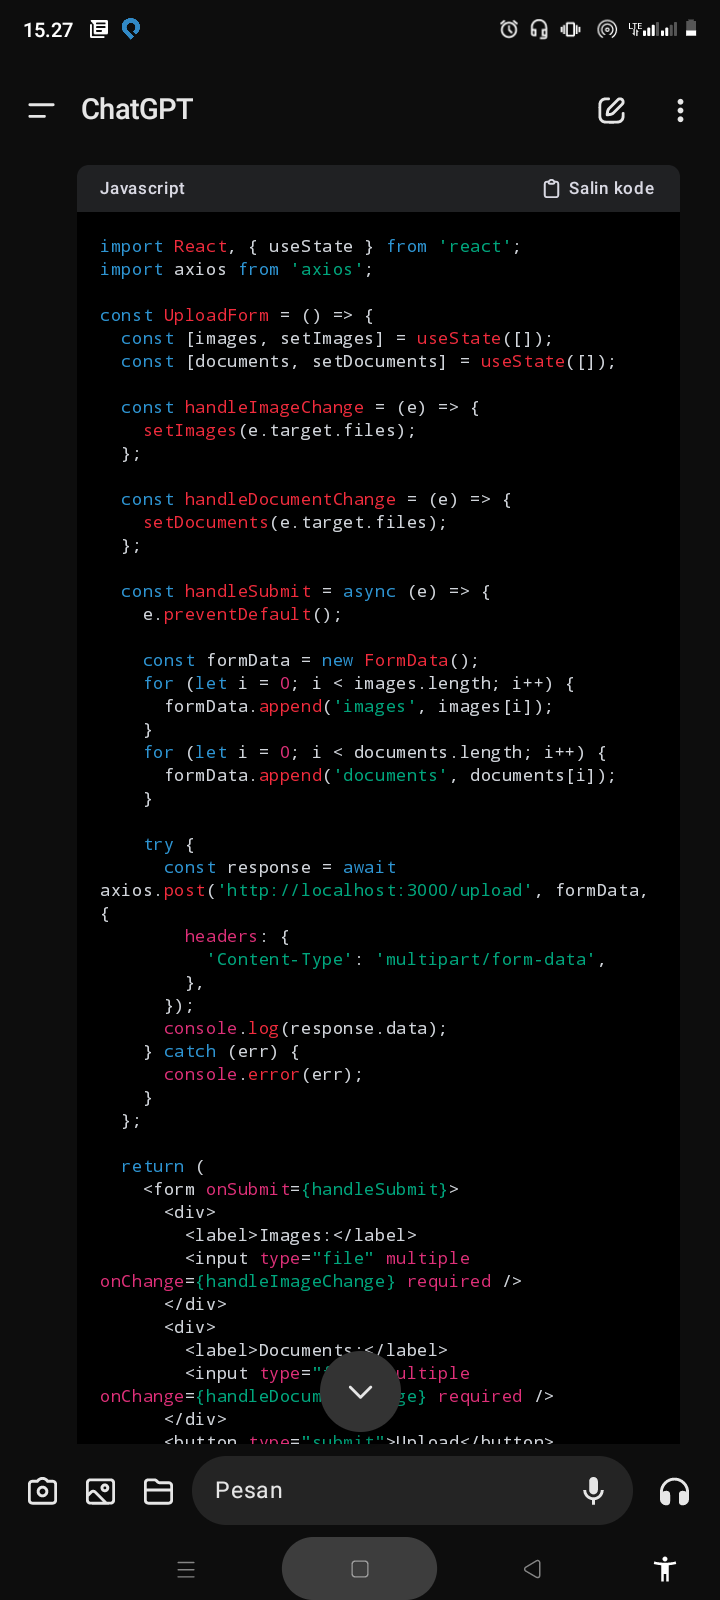 15.27
LTE
ChatGPT
Javascript Salin kode
import React, { useState } from 'react';
import axios from 'axios';
const UploadForm = () => {
const [images, setImages] = useState([]);
const [documents, setDocuments] = useState([]);
const handleImageChange = (e) => {
setImages(e.target.files);
};
const handleDocumentChange = (e) => {
setDocuments(e.target.files);
};
const handleSubmit = async (e) => {
e.preventDefault();
const formData = new FormData();
for (let i = 0; i < images.length; i++) {
formData.append('images', images[i]);
}
for (let i = 0; i < documents.length; i++) {
formData.append('documents', documents[i]);
}
try {
const response = await
axios.post('http://localhost:3000/upload', formData,
{
headers: {
'Content-Type': 'multipart/form-data',
},
});
console.log(response.data);
} catch (err) {
console.error(err);
}
};
return (
<form onSubmit={handleSubmit}>
<div>
<label>Images:</label>
<input type="file" multiple
onChange={handleImageChange} required />
</div>
<div>
<label>Documents:</label>
<input type=
onChange= required />
</div>
<button type="submit">Upload</button>
Pesan